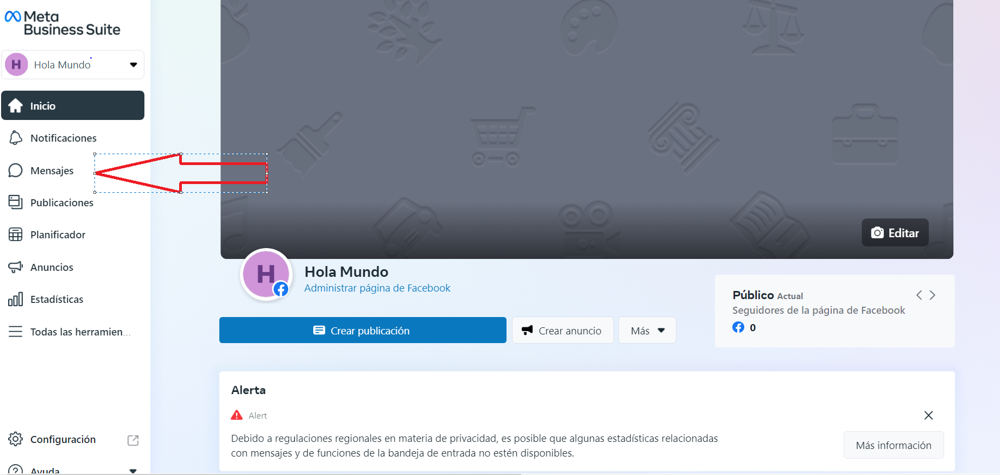 Meta
Business Suite
H Hola Mundo
Inicio
Notificaciones
Mensajes
Publicaciones
Planificador
Anuncios
Estadísticas
Todas las herramien...
Configuración
Ayuda
Editar
H
Hola Mundo
Administrar página de Facebook
Crear publicación
Crear anuncio
Más
Público Actual
Seguidores de la página de Facebook
0
Alerta
Alert
Debido a regulaciones regionales en materia de privacidad, es posible que algunas estadísticas relacionadas
con mensajes y de funciones de la bandeja de entrada no estén disponibles.
Más información